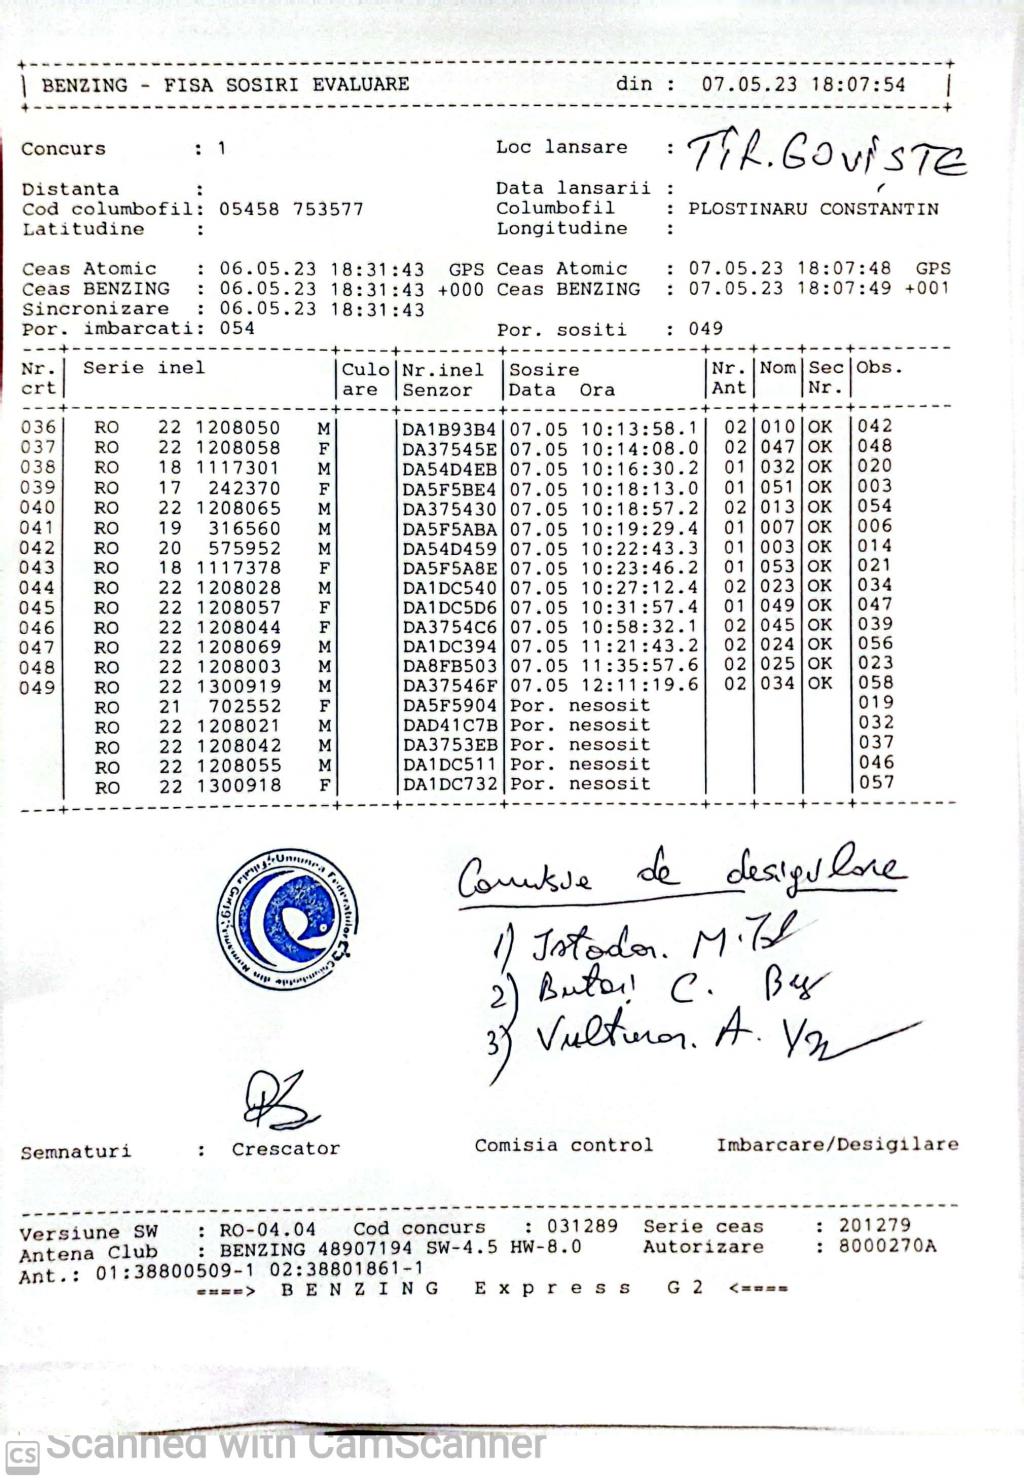 BENZING - FISA SOSIRI EVALUARE din : 07.05.23 18:07:54
Concurs : 1 Loc lansare : TÎR.GOVIȘTE
Distanta : Data lansarii :
Cod columbofil: 05458 753577 Columbofil : PLOSTINARU CONSTANTIN
Latitudine : Longitudine :
Ceas Atomic : 06.05.23 18:31:43 GPS Ceas Atomic : 07.05.23 18:07:48 GPS
Ceas BENZING : 06.05.23 18:31:43 +000 Ceas BENZING : 07.05.23 18:07:49 +001
Sincronizare : 06.05.23 18:31:43
Por. imbarcati: 054 Por. sositi : 049
Nr. Serie inel Culo Nr.inel Sosire Nr. Nom Sec Obs.
crt are Senzor Data Ora Ant Nr.
036 RO 22 1208050 M DA1B93B4 07.05 10:13:58.1 02 010 OK 042
037 RO 22 1208058 F DA37545E 07.05 10:14:08.0 02 047 OK 048
038 RO 18 1117301 M DA54D4EB 07.05 10:16:30.2 01 032 OK 020
039 RO 17 242370 F DA5F5BE4 07.05 10:18:13.0 01 051 OK 003
040 RO 22 1208065 M DA375430 07.05 10:18:57.2 02 013 OK 054
041 RO 19 316560 M DA5F5ABA 07.05 10:19:29.4 01 007 OK 006
042 RO 20 575952 M DA54D459 07.05 10:22:43.3 01 003 OK 014
043 RO 18 1117378 F DA5F5A8E 07.05 10:23:46.2 01 053 OK 021
044 RO 22 1208028 M DA1DC540 07.05 10:27:12.4 02 023 OK 034
045 RO 22 1208057 F DA1DC5D6 07.05 10:31:57.4 01 049 OK 047
046 RO 22 1208044 F DA3754C6 07.05 10:58:32.1 02 045 OK 039
047 RO 22 1208069 M DA1DC394 07.05 11:21:43.2 02 024 OK 056
048 RO 22 1208003 M DA8FB503 07.05 11:35:57.6 02 025 OK 023
049 RO 22 1300919 M DA37546F 07.05 12:11:19.6 02 034 OK 058
RO 21 702552 F DA5F5904 Por. nesosit 019
RO 22 1208021 M DAD41C7B Por. nesosit 032
RO 22 1208042 M DA3753EB Por. nesosit 037
RO 22 1208055 M DA1DC511 Por. nesosit 046
RO 22 1300918 F DA1DC732 Por. nesosit 057
Comisie de desigilare
1) Istodor. M.
2) C.
3) Vulturor. A.
Semnaturi : Crescator Comisia control Imbarcare/Desigilare
Versiune SW : RO-04.04 Cod concurs : 031289 Serie ceas : 201279
Antena Club : BENZING 48907194 SW-4.5 HW-8.0 Autorizare : 8000270A
Ant.: 01:38800509-1 02:38801861-1
====> B E N Z I N G E x p r e s s G 2 <====
CS Scanned with CamScanner